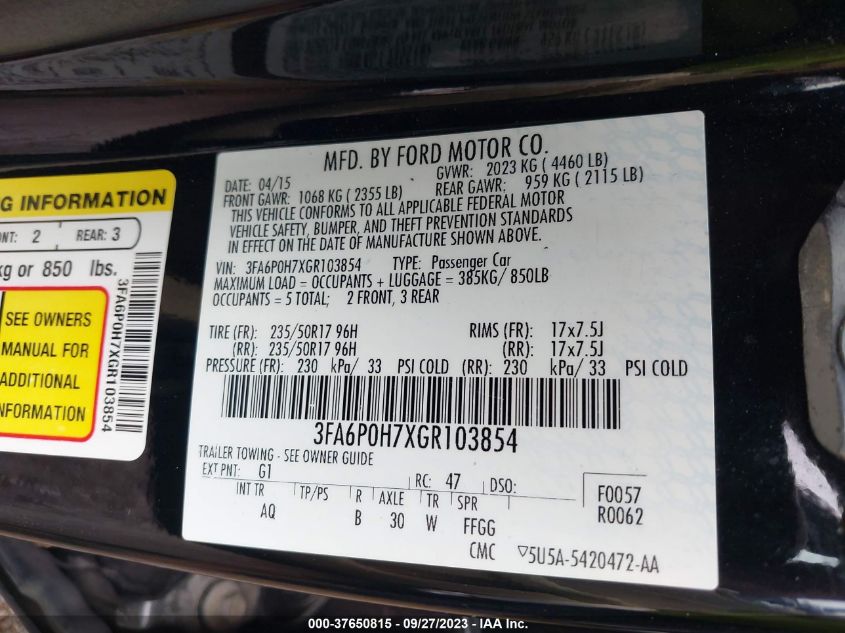 MFD. BY FORD MOTOR CO.
DATE: 04/15 GVWR: 2023 KG ( 4460 LB)
FRONT GAWR: 1068 KG ( 2355 LB) REAR GAWR: 959 KG ( 2115 LB)
THIS VEHICLE CONFORMS TO ALL APPLICABLE FEDERAL MOTOR
VEHICLE SAFETY, BUMPER, AND THEFT PREVENTION STANDARDS
IN EFFECT ON THE DATE OF MANUFACTURE SHOWN ABOVE.
VIN: 3FA6P0H7XGR103854 TYPE: Passenger Car
MAXIMUM LOAD = OCCUPANTS + LUGGAGE = 385KG/ 850LB
OCCUPANTS = 5 TOTAL; 2 FRONT, 3 REAR
TIRE (FR): 235/50R17 96H RIMS (FR): 17x7.5J
(RR): 235/50R17 96H (RR): 17x7.5J
PRESSURE (FR): 230 kPa/ 33 PSI COLD (RR): 230 kPa/ 33 PSI COLD
3FA6P0H7XGR103854
TRAILER TOWING - SEE OWNER GUIDE
EXT PNT: G1 RC: 47 DSO:
F0057
R0062
INT TR TP/PS R AXLE TR SPR
AQ B 30 W FFGG
CMC 5U5A-5420472-AA
G INFORMATION
NT: 2 REAR: 3
kg or 850 lbs.
SEE OWNERS
MANUAL FOR
ADDITIONAL
NFORMATION
3FA6P0H7XGR103854
000-37650815 - 09/27/2023 - IAA Inc.